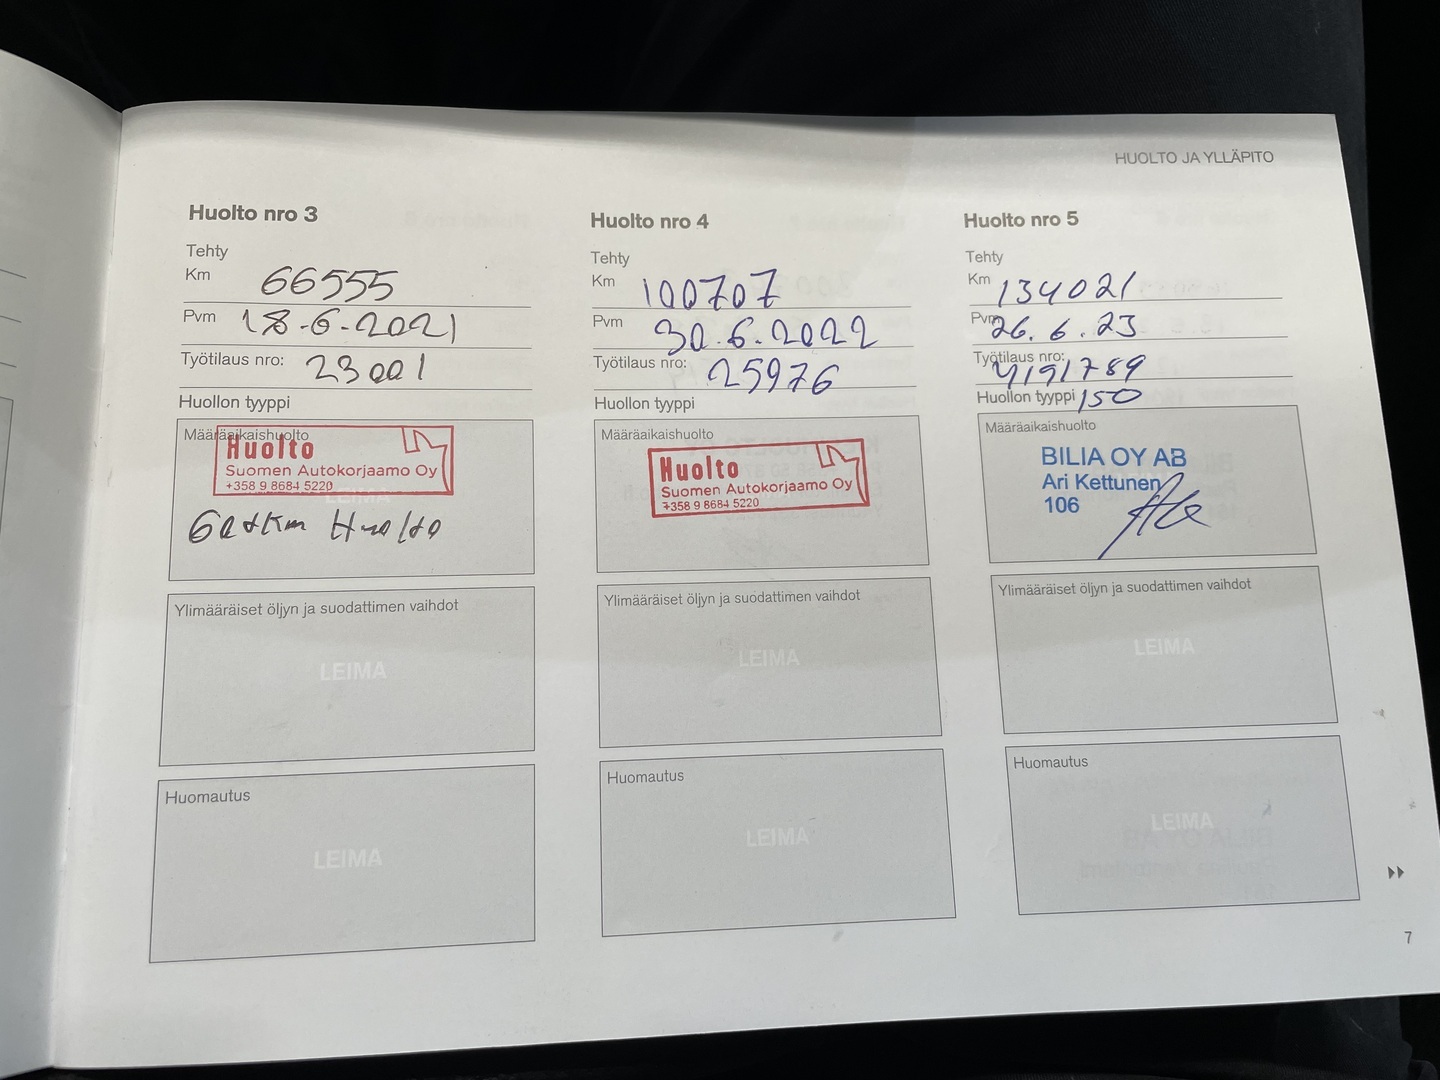 HUOLTO JA YLLÄPITO
Huolto nro 3
Tehty
Km 66555
Pvm 18.6.2021
Työtilaus nro: 23001
Huollon tyyppi
Määräaikaishuolto
Huolto
Suomen Autokorjaamo Oy
+358 9 8684 5220
LEIMA
60tkm Huolto
Ylimääräiset öljyn ja suodattimen vaihdot
LEIMA
Huomautus
LEIMA
Huolto nro 4
Tehty
Km 100707
Pvm 30.6.2022
Työtilaus nro: 25976
Huollon tyyppi
Määräaikaishuolto
Huolto
Suomen Autokorjaamo Oy
+358 9 8684 5220
Ylimääräiset öljyn ja suodattimen vaihdot
LEIMA
Huomautus
LEIMA
Huolto nro 5
Tehty
Km 134021
Pvm 26.6.23
Työtilaus nro: 4191789
Huollon tyyppi 150
Määräaikaishuolto
BILIA OY AB
Ari Kettunen
106
Ylimääräiset öljyn ja suodattimen vaihdot
LEIMA
Huomautus
LEIMA
7